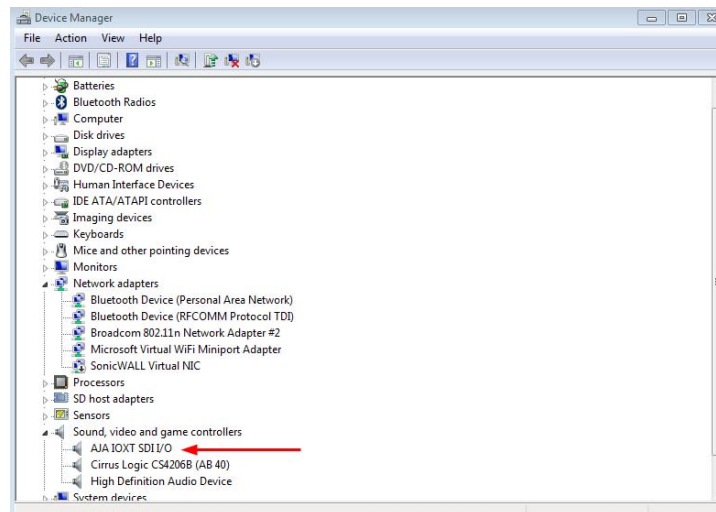 Device Manager
File Action View Help
Batteries
Bluetooth Radios
Computer
Disk drives
Display adapters
DVD/CD-ROM drives
Human Interface Devices
IDE ATA/ATAPI controllers
Imaging devices
Keyboards
Mice and other pointing devices
Monitors
Network adapters
Bluetooth Device (Personal Area Network)
Bluetooth Device (RFCOMM Protocol TDI)
Broadcom 802.11n Network Adapter #2
Microsoft Virtual WiFi Miniport Adapter
SonicWALL Virtual NIC
Processors
SD host adapters
Sensors
Sound, video and game controllers
AJA IOXT SDI I/O
Cirrus Logic CS4206B (AB 40)
High Definition Audio Device
System devices